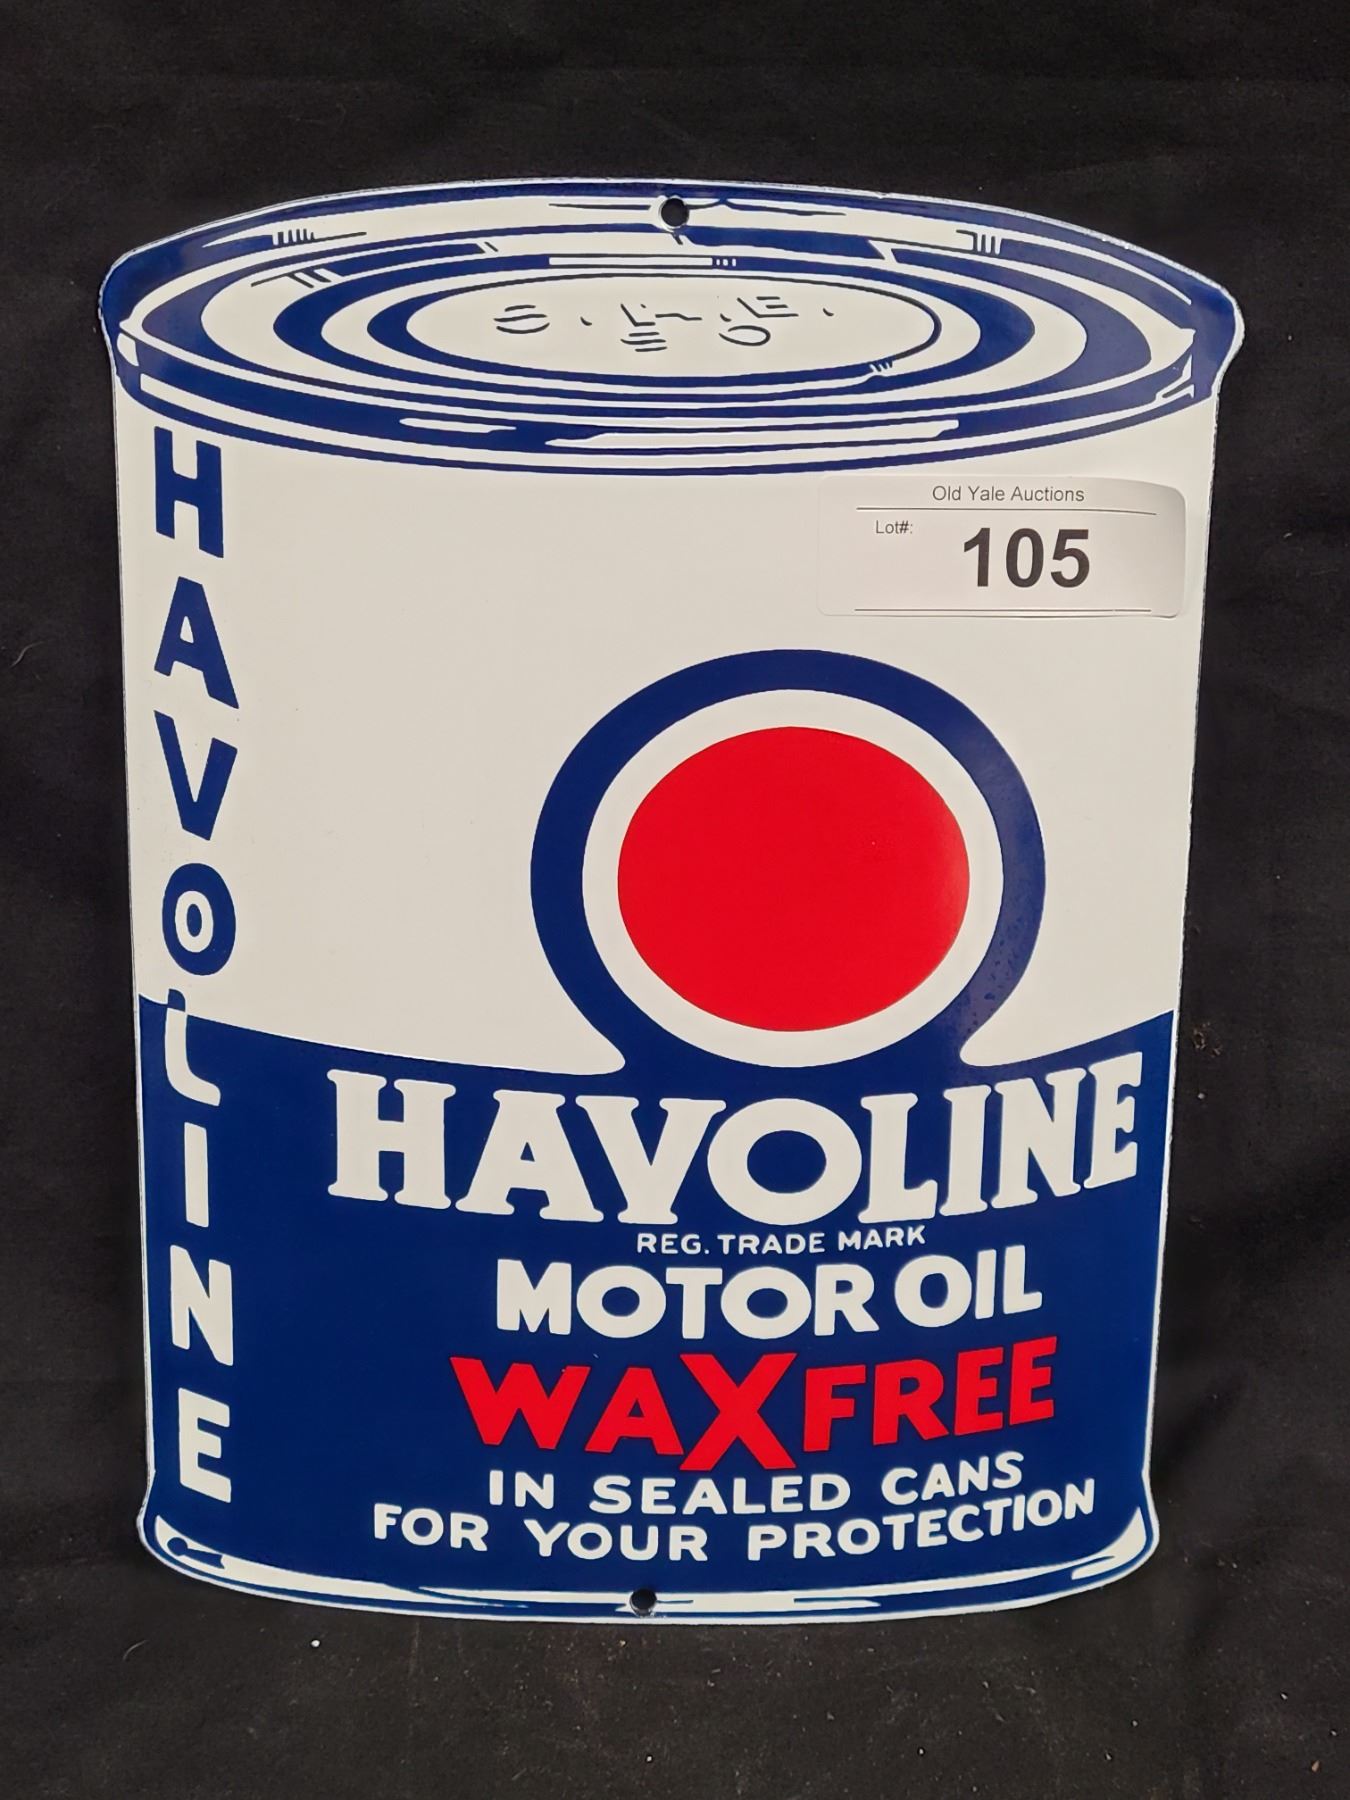 Old Yale Auctions
Lot#:
105
HAVOLINE
HAVOLINE
REG. TRADE MARK
MOTOR OIL
WAXFREE
IN SEALED CANS
FOR YOUR PROTECTION